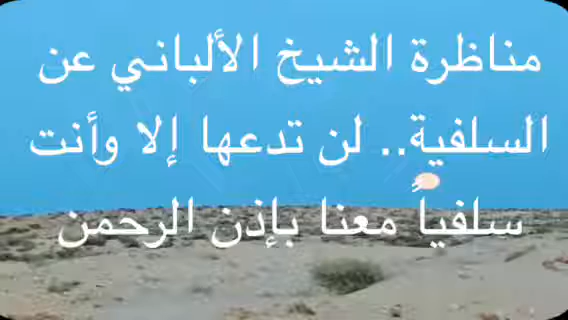 مناظرة الشيخ الألباني عن
السلفية.. لن تدعها إلا وأنت
سلفياً معنا بإذن الرحمن